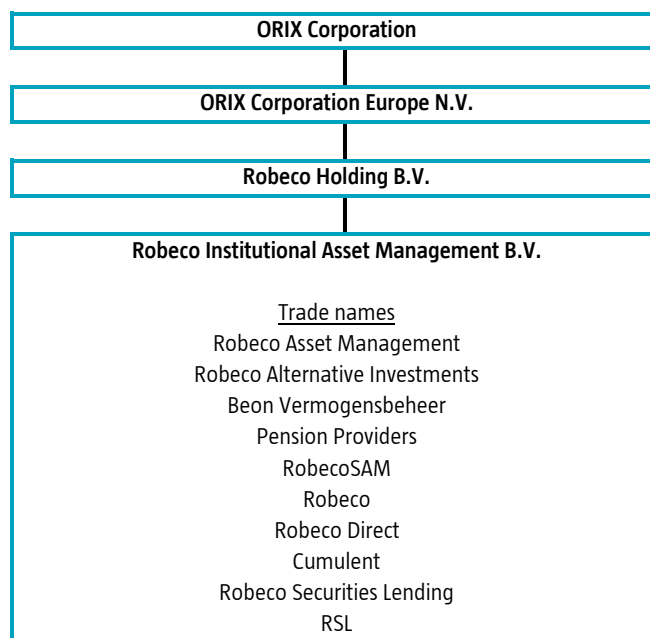 ORIX Corporation
ORIX Corporation Europe N.V.
Robeco Holding B.V.
Robeco Institutional Asset Management B.V.
Trade names
Robeco Asset Management
Robeco Alternative Investments
Beon Vermogensbeheer
Pension Providers
RobecoSAM
Robeco
Robeco Direct
Cumulent
Robeco Securities Lending
RSL